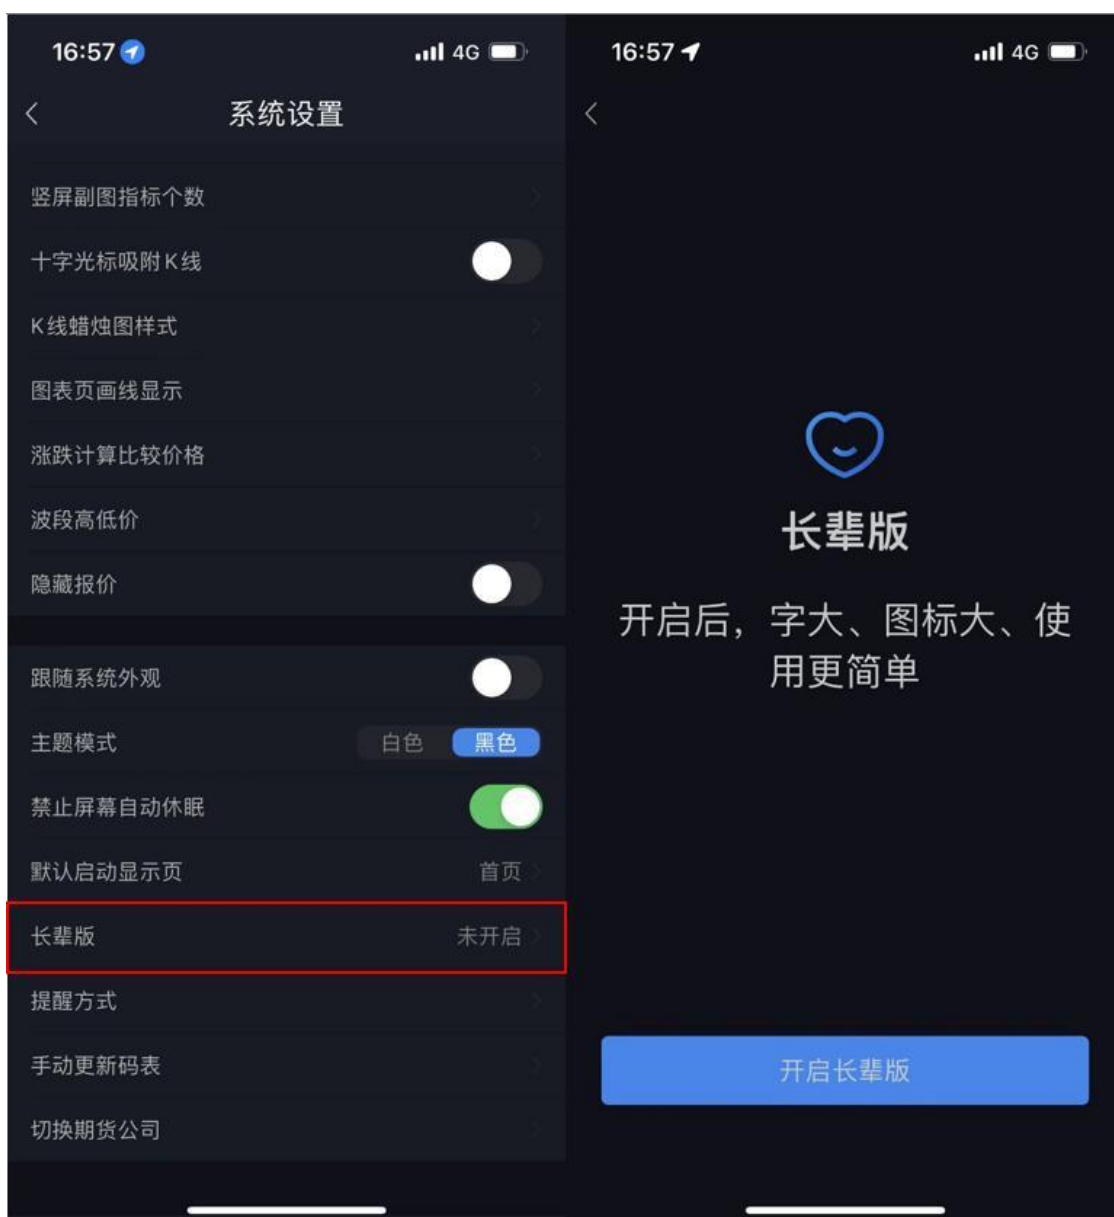 16:57
4G
系统设置
竖屏副图指标个数
十字光标吸附K线
K线蜡烛图样式
图表页画线显示
涨跌计算比较价格
波段高低价
隐藏报价
跟随系统外观
主题模式 白色 黑色
禁止屏幕自动休眠
默认启动显示页 首页
长辈版 未开启
提醒方式
手动更新码表
切换期货公司
16:57
4G
长辈版
开启后，字大、图标大、使
用更简单
开启长辈版